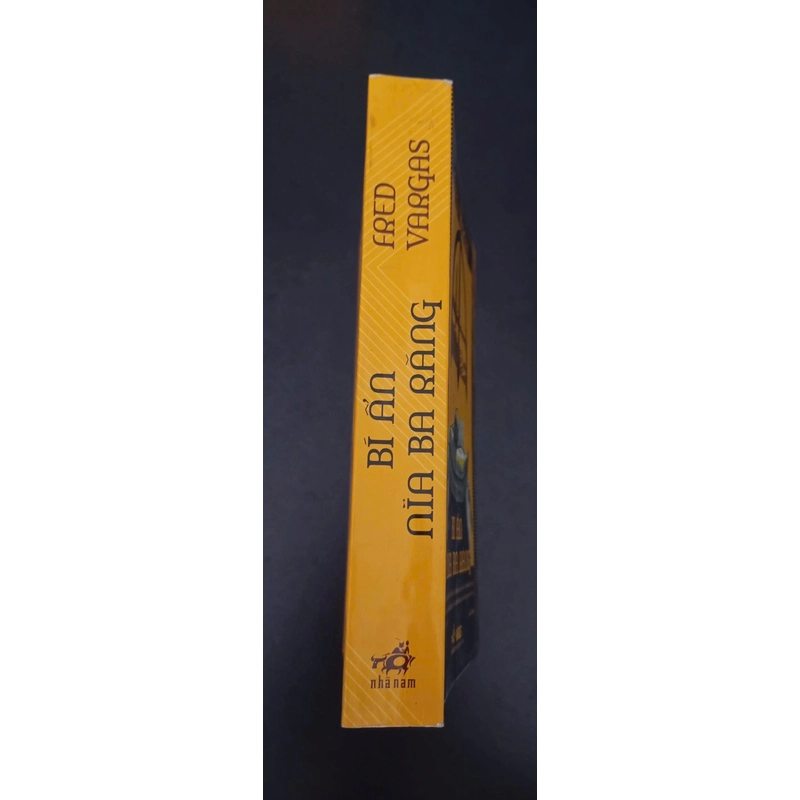 BÍ ẨN
NĨA BA RĂNG
FRED
VARGAS
nhã nam